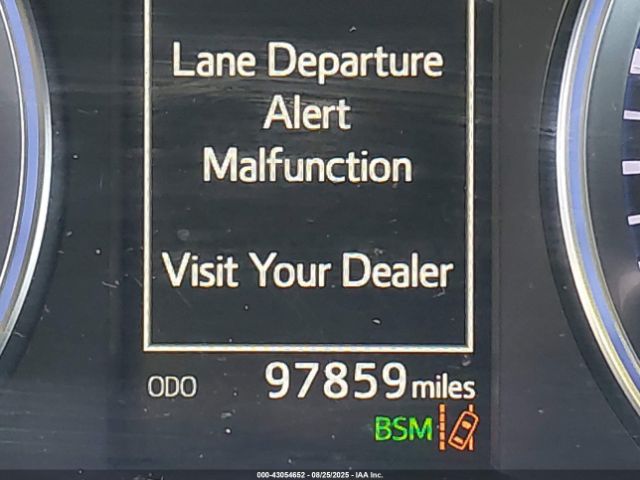 Lane Departure
Alert
Malfunction
Visit Your Dealer
ODO 97859 miles
BSM
000-43054652 - 08/25/2025 - IAA Inc.